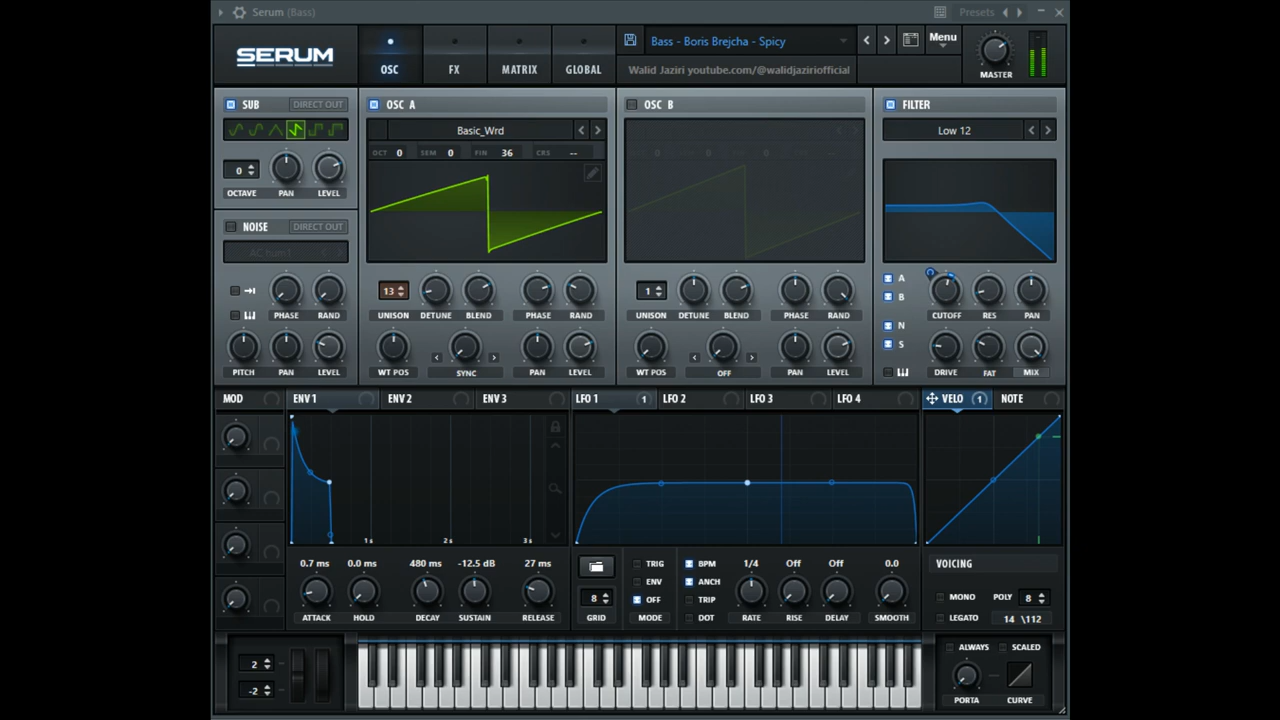 Serum (Bass) Presets
SERUM OSC FX MATRIX GLOBAL Bass - Boris Brejcha - Spicy Menu MASTER
Walid Jaziri youtube.com/@walidjaziriofficial
SUB DIRECT OUT OSC A OSC B FILTER
Basic_Wrd Low 12
OCT 0 SEM 0 FIN 36 CRS --
0
OCTAVE PAN LEVEL
NOISE DIRECT OUT
AC hum1
13 1 A
B
PHASE RAND UNISON DETUNE BLEND PHASE RAND UNISON DETUNE BLEND PHASE RAND CUTOFF RES PAN
N
S
PITCH PAN LEVEL WT POS SYNC PAN LEVEL WT POS OFF PAN LEVEL DRIVE FAT MIX
MOD ENV 1 ENV 2 ENV 3 LFO 1 1 LFO 2 LFO 3 LFO 4 VELO 1 NOTE
1s 2s 3s
0.7 ms 0.0 ms 480 ms -12.5 dB 27 ms TRIG BPM 1/4 Off Off 0.0 VOICING
ENV ANCH
8 OFF TRIP MONO POLY 8
ATTACK HOLD DECAY SUSTAIN RELEASE GRID MODE DOT RATE RISE DELAY SMOOTH LEGATO 14 \112
ALWAYS SCALED
2
-2
PORTA CURVE